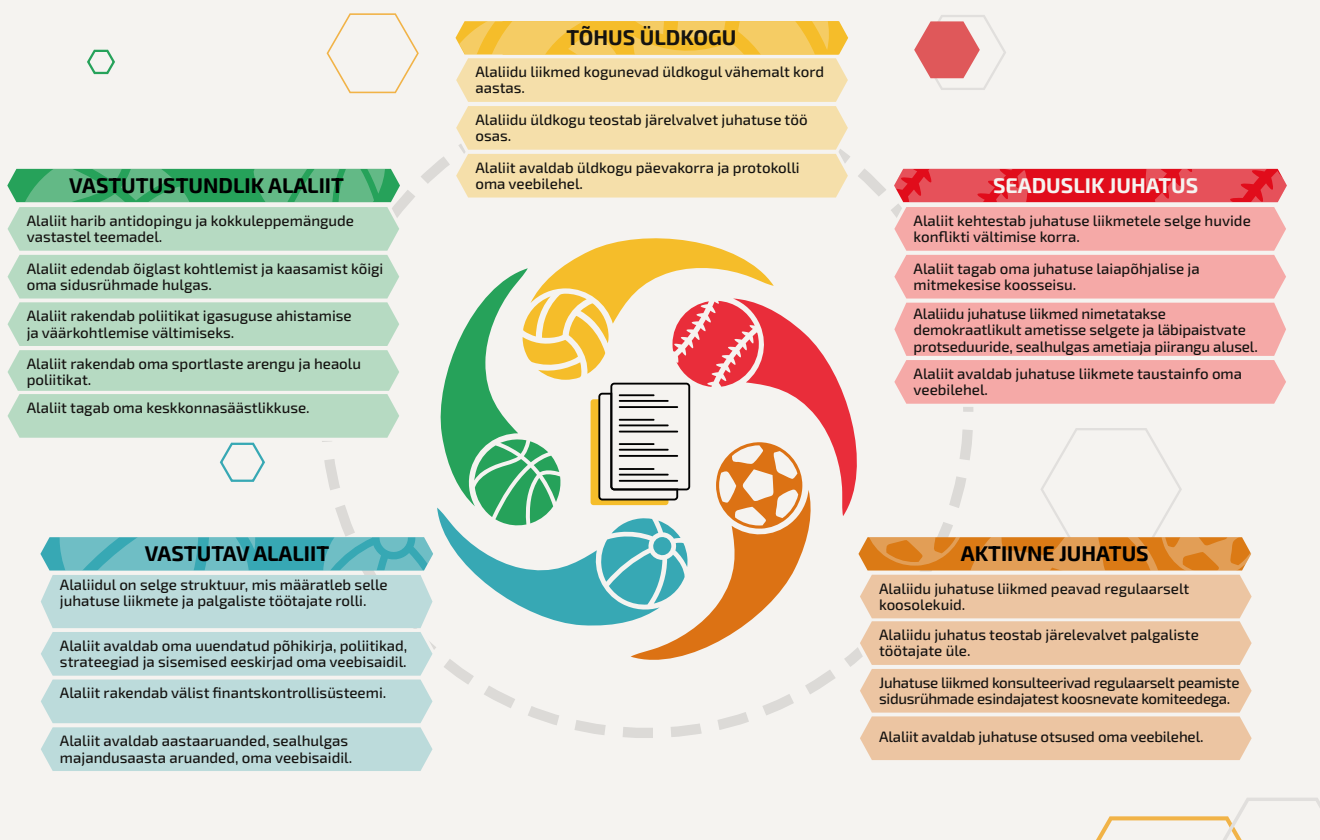 TÕHUS ÜLDKOGU
Alaliidu liikmed kogunevad üldkogul vähemalt kord
aastas.
Alaliidu üldkogu teostab järelvalvet juhatuse töö
osas.
Alaliit avaldab üldkogu päevakorra ja protokolli
oma veebilehel.
VASTUTUSTUNDLIK ALALIIT
Alaliit harib antidopingu ja kokkuleppemängude
vastastel teemadel.
Alaliit edendab õiglast kohtlemist ja kaasamist kõigi
oma sidusrühmade hulgas.
Alaliit rakendab poliitikat igasuguse ahistamise
ja väärkohtlemise vältimiseks.
Alaliit rakendab oma sportlaste arengu ja heaolu
poliitikat.
Alaliit tagab oma keskkonnasäästlikkuse.
SEADUSLIK JUHATUS
Alaliit kehtestab juhatuse liikmetele selge huvide
konflikti vältimise korra.
Alaliit tagab oma juhatuse laiapõhjalise ja
mitmekesise koosseisu.
Alaliidu juhatuse liikmed nimetatakse
demokraatlikult ametisse selgete ja läbipaistvate
protseduuride, sealhulgas ametiaja piirangu alusel.
Alaliit avaldab juhatuse liikmete taustainfo oma
veebilehel.
VASTUTAV ALALIIT
Alaliidul on selge struktuur, mis määratleb selle
juhatuse liikmete ja palgaliste töötajate rolli.
Alaliit avaldab oma uuendatud põhikirja, poliitikad,
strateegiad ja sisemised eeskirjad oma veebisaidil.
Alaliit rakendab välist finantskontrollisüsteemi.
Alaliit avaldab aastaaruanded, sealhulgas
majandusaasta aruanded, oma veebisaidil.
AKTIIVNE JUHATUS
Alaliidu juhatuse liikmed peavad regulaarselt
koosolekuid.
Alaliidu juhatus teostab järelevalvet palgaliste
töötajate üle.
Juhatuse liikmed konsulteerivad regulaarselt peamiste
sidusrühmade esindajatest koosnevate komiteedega.
Alaliit avaldab juhatuse otsused oma veebilehel.